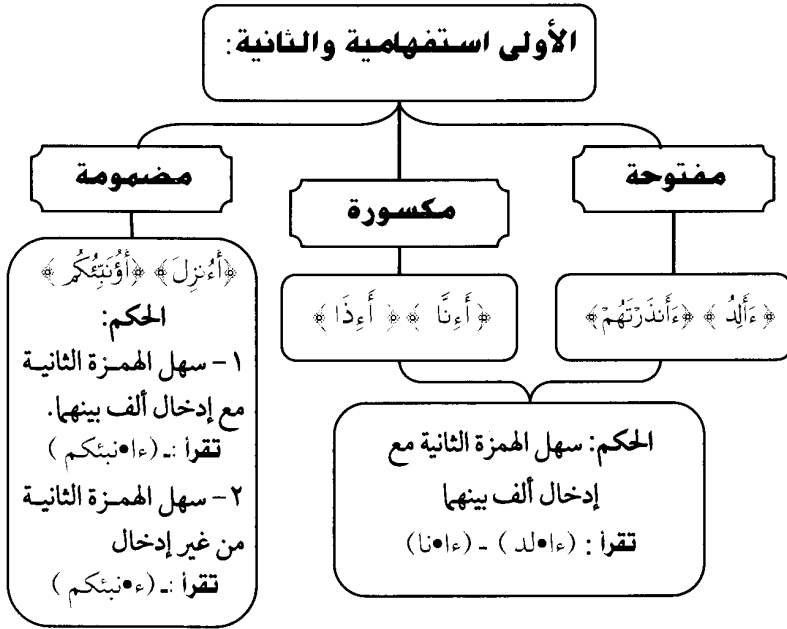 الأولى استفهامية والثانية:
مفتوحة
﴿ءَأَلِدُ﴾ ﴿ءَأَنذَرْتَهُمْ﴾
مكسورة
﴿أَءِنَّا﴾ ﴿أَءِذَا﴾
الحكم: سهل الهمزة الثانية مع
إدخال ألف بينهما
تقرأ : (ءا•لد ) - (ءا•نا)
مضمومة
﴿أَءُنزِلَ﴾ ﴿أَؤُنَبِّئُكُم﴾
الحكم:
١- سهل الهمزة الثانية
مع إدخال ألف بينهما.
تقرأ :ـ (ءا•نبئكم )
٢- سهل الهمزة الثانية
من غير إدخال
تقرأ :ـ (ء•نبئكم )